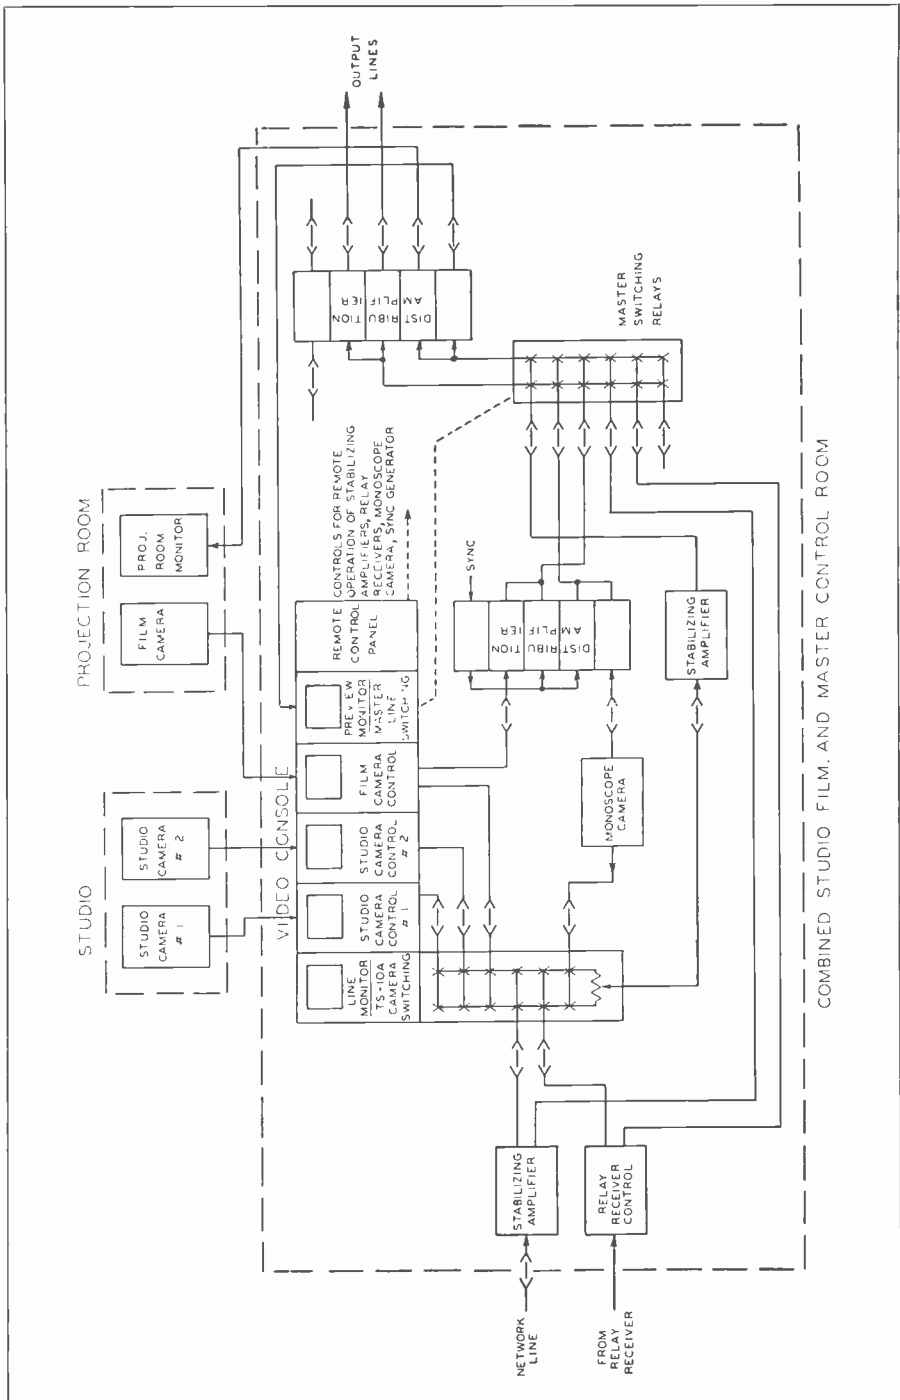 STUDIO
STUDIO
CAMERA
# 1
STUDIO
CAMERA
# 2
PROJECTION ROOM
FILM
CAMERA
PROJ.
ROOM
MONITOR
VIDEO CONSOLE
LINE
MONITOR
TS-10A
CAMERA
SWITCHING
STUDIO
CAMERA
CONTROL
# 1
STUDIO
CAMERA
CONTROL
# 2
FILM
CAMERA
CONTROL
PREVIEW
MONITOR
MASTER
LINE
SWITCHING
REMOTE
CONTROL
PANEL
CONTROLS FOR REMOTE
OPERATION OF STABILIZING
AMPLIFIERS, RELAY
RECEIVERS, MONOSCOPE
CAMERA, SYNC GENERATOR
DISTRIBUTION
AMPLIFIER
OUTPUT
LINES
SYNC
DISTRIBUTION
AMPLIFIER
MASTER
SWITCHING
RELAYS
MONOSCOPE
CAMERA
STABILIZING
AMPLIFIER
STABILIZING
AMPLIFIER
RELAY
RECEIVER
CONTROL
NETWORK
LINE
FROM
RELAY
RECEIVER
COMBINED STUDIO FILM, AND MASTER CONTROL ROOM